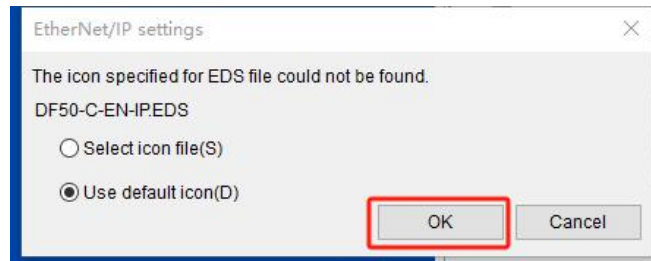 EtherNet/IP settings
The icon specified for EDS file could not be found.
DF50-C-EN-IP.EDS
Select icon file(S)
Use default icon(D)
OK
Cancel